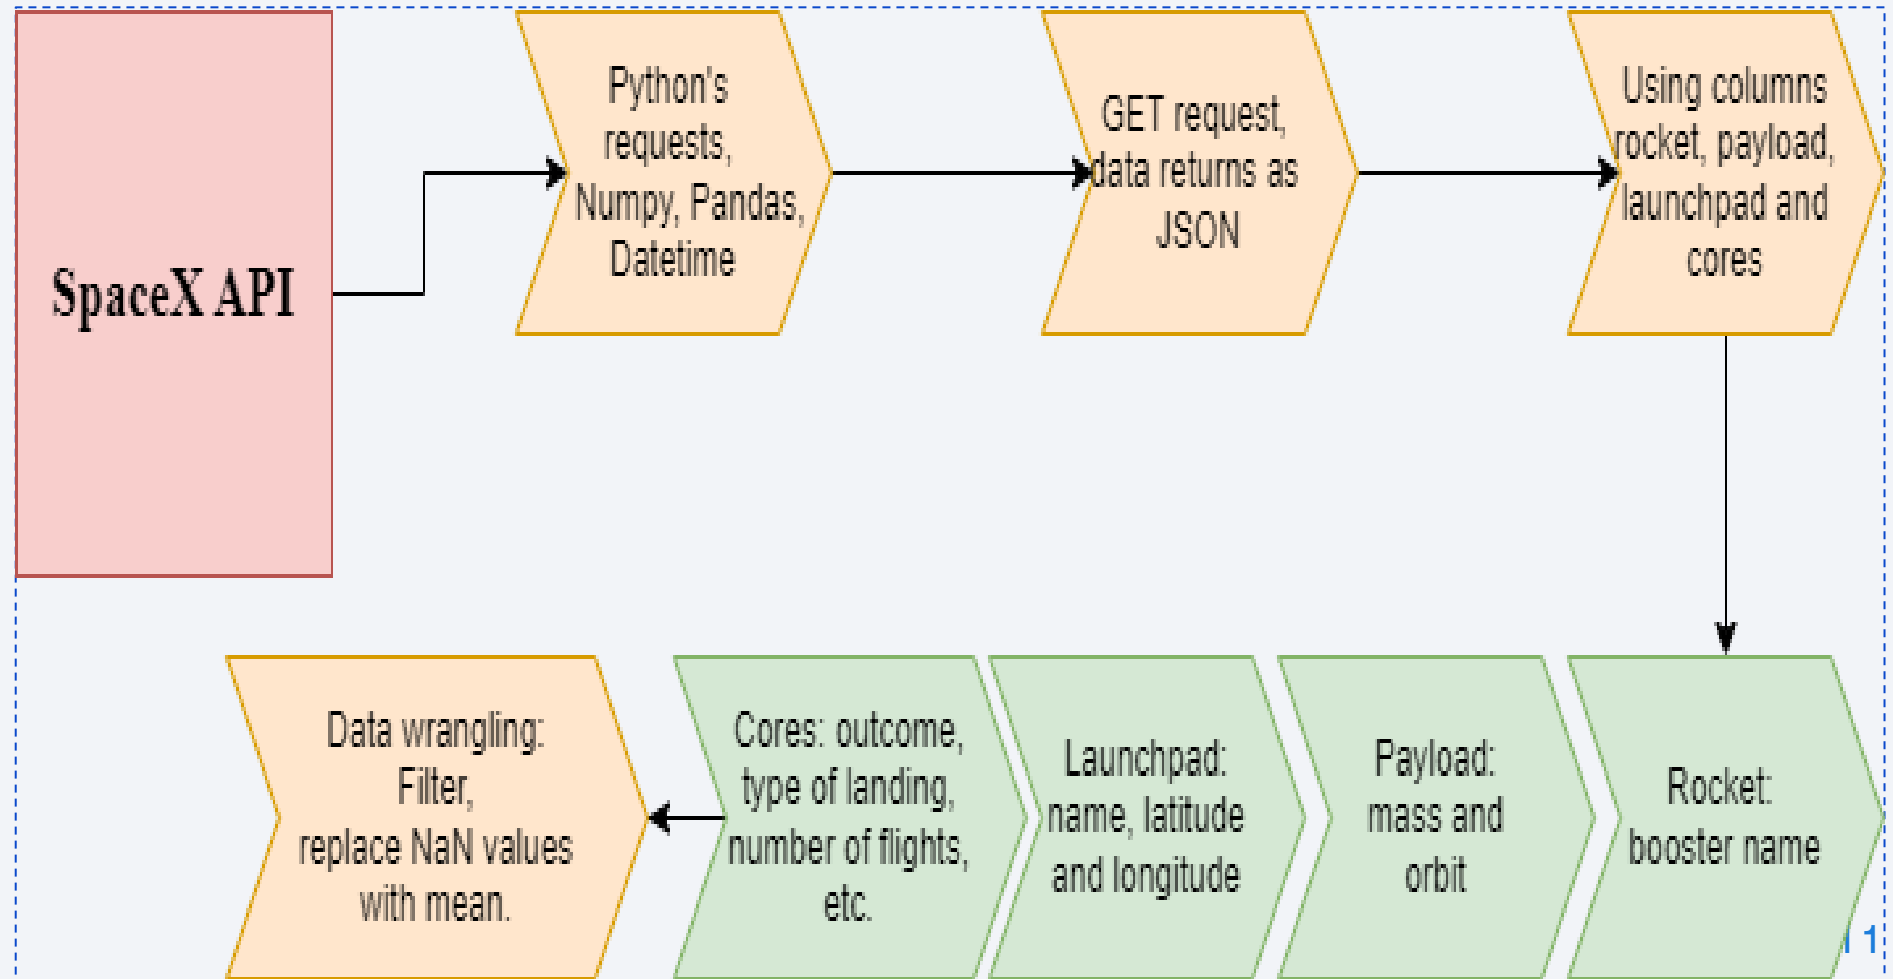 SpaceX API
Python's
requests,
Numpy, Pandas,
Datetime
GET request,
data returns as
JSON
Using columns
rocket, payload,
launchpad and
cores
Rocket:
booster name
Payload:
mass and
orbit
Launchpad:
name, latitude
and longitude
Cores: outcome,
type of landing,
number of flights,
etc.
Data wrangling:
Filter,
replace NaN values
with mean.
11